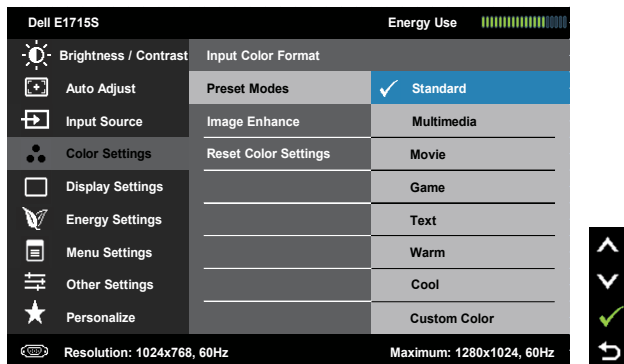 Dell E1715S Energy Use
Brightness / Contrast Input Color Format
Auto Adjust Preset Modes Standard
Input Source Image Enhance Multimedia
Color Settings Reset Color Settings Movie
Display Settings Game
Energy Settings Text
Menu Settings Warm
Other Settings Cool
Personalize Custom Color
Resolution: 1024x768, 60Hz Maximum: 1280x1024, 60Hz